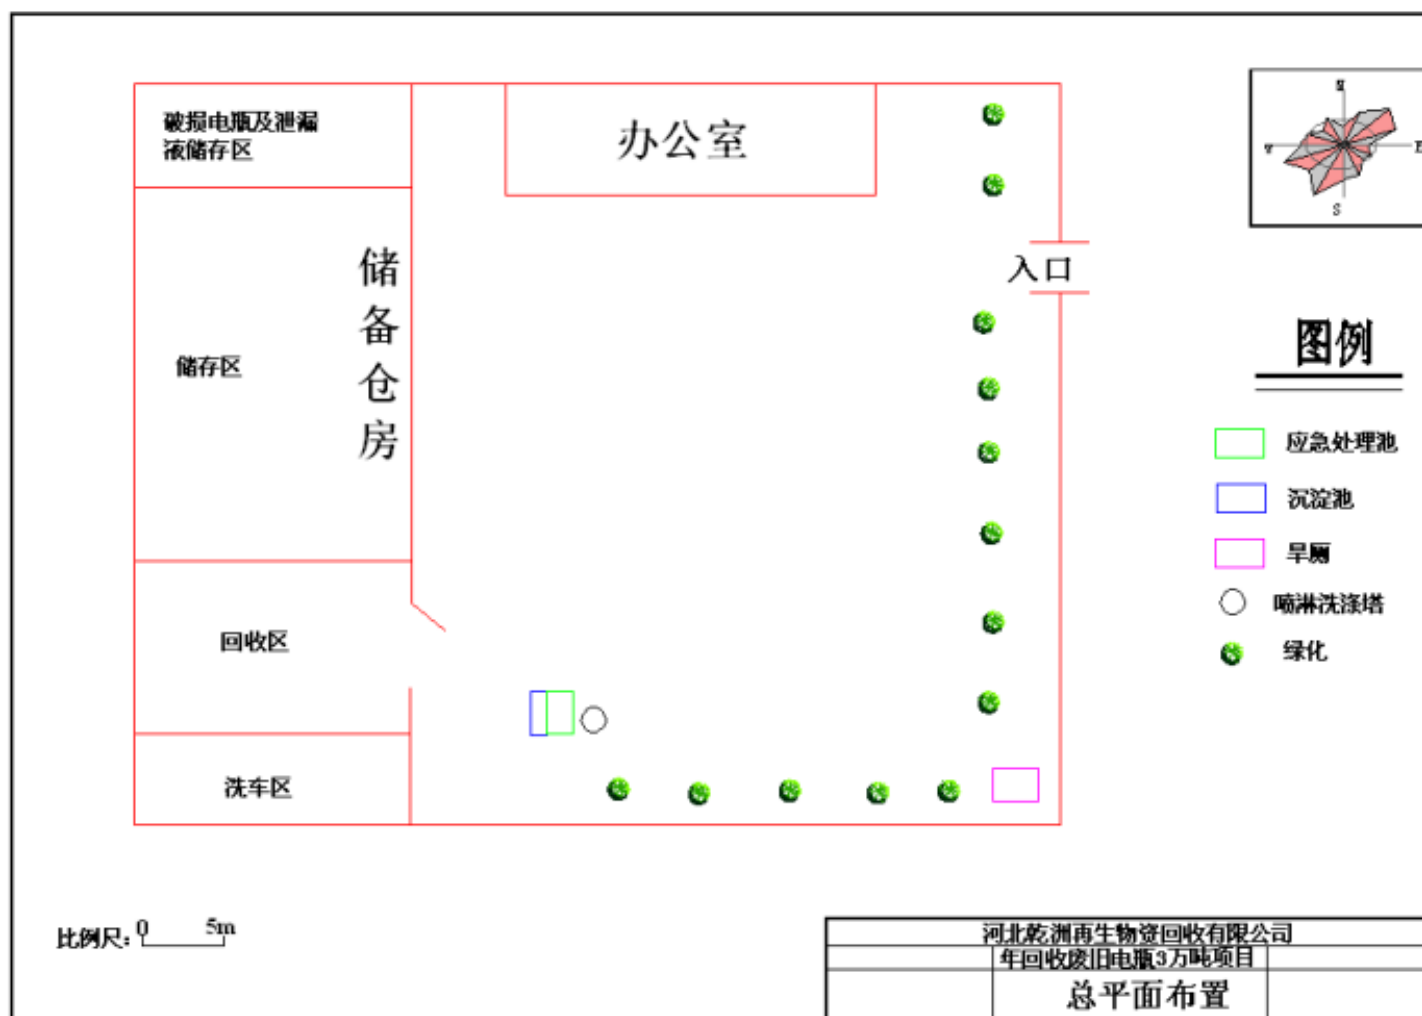 破损电瓶及泄漏
液储存区
办公室
N
W
E
S
储备仓房
入口
图例
储存区
应急处理池
沉淀池
旱厕
喷淋洗涤塔
绿化
回收区
洗车区
比例尺：0 5m
河北乾洲再生物资回收有限公司
年回收废旧电瓶3万吨项目
总平面布置